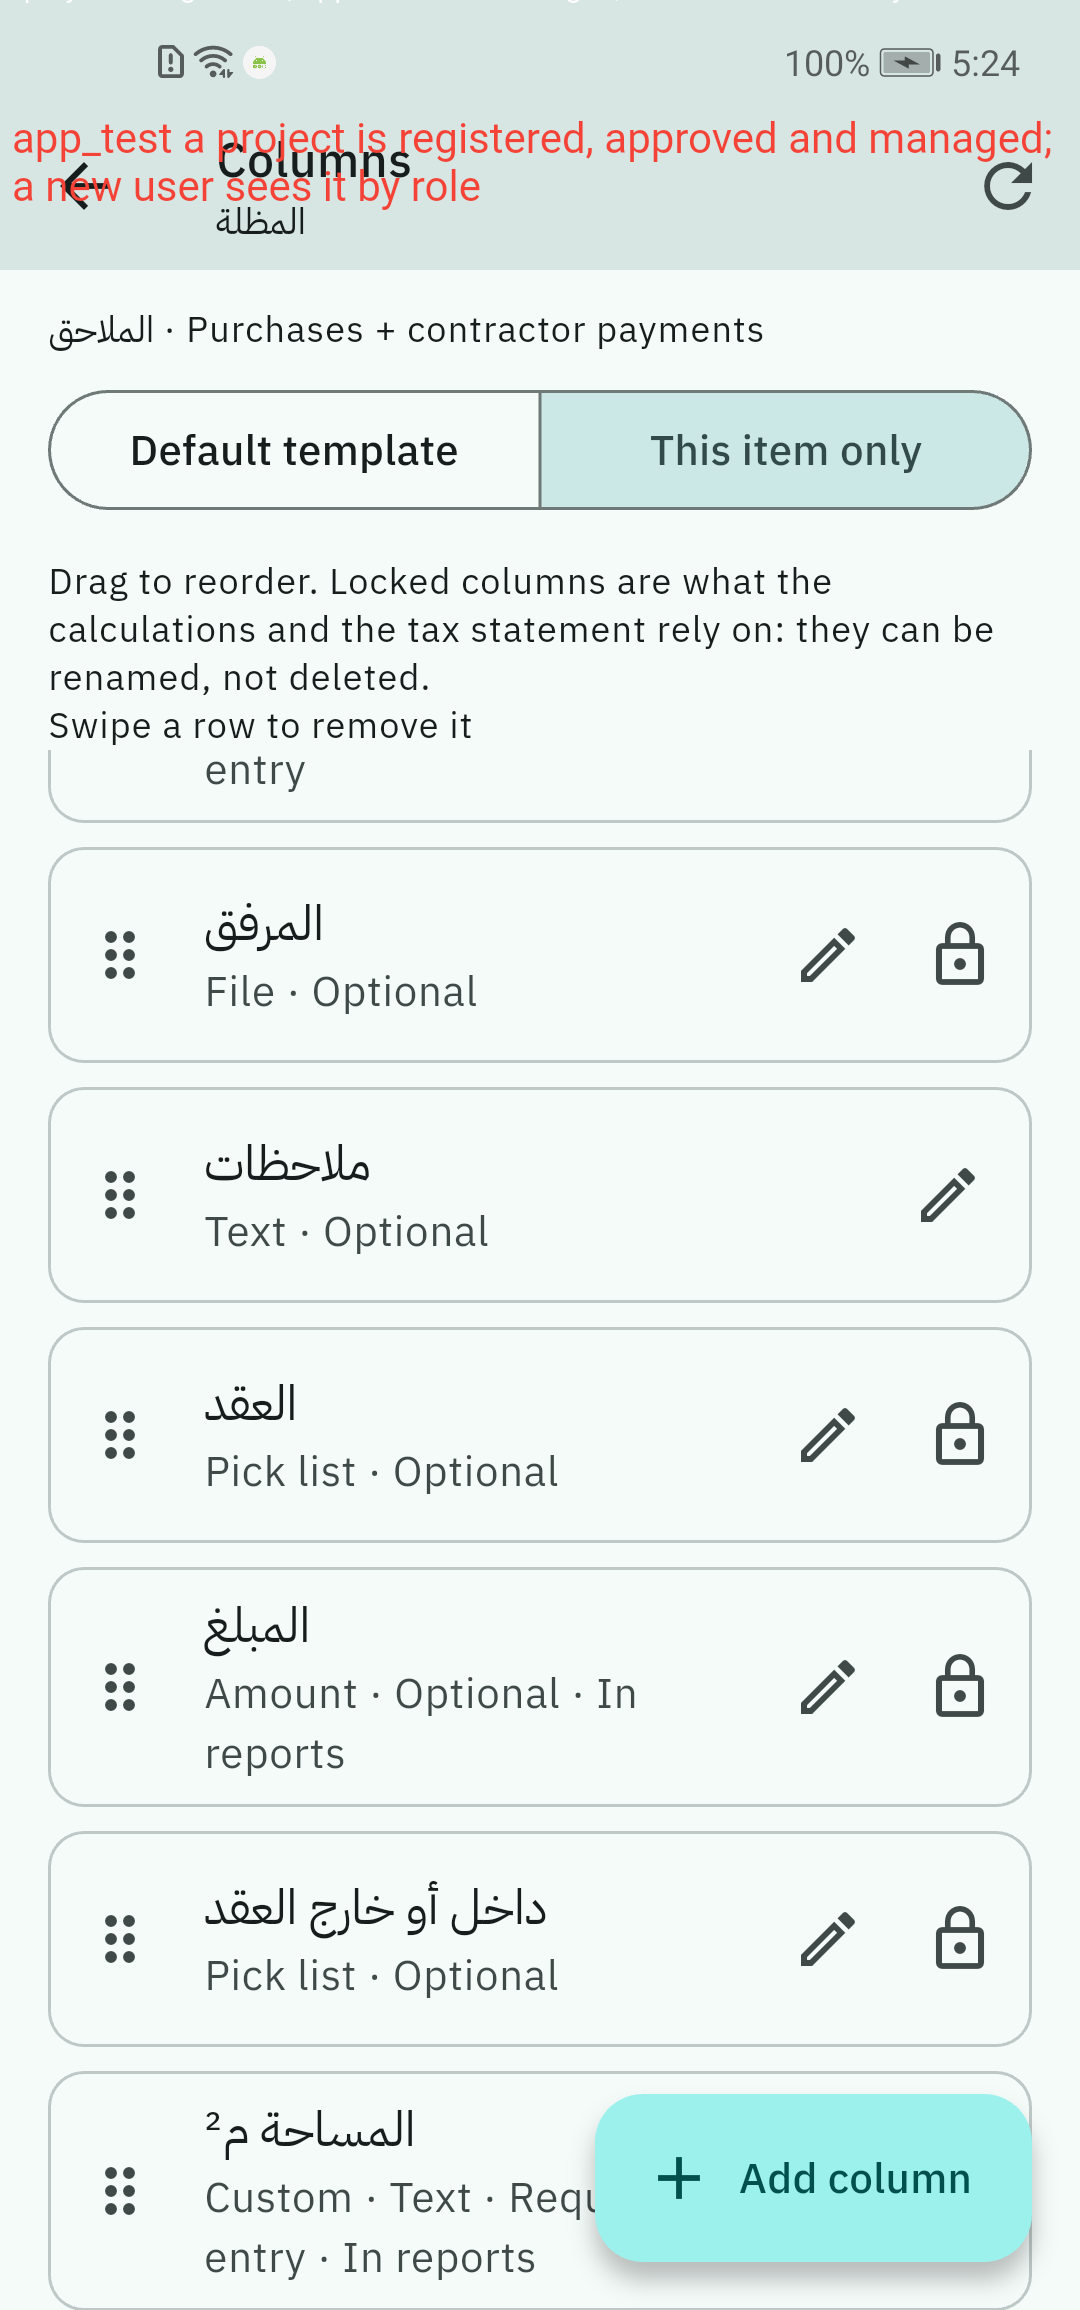 100% 5:24
app_test a project is registered, approved and managed;
a new user sees it by role
Columns
المظلة
الملاحق · Purchases + contractor payments
Default template
This item only
Drag to reorder. Locked columns are what the
calculations and the tax statement rely on: they can be
renamed, not deleted.
Swipe a row to remove it
entry
المرفق
File · Optional
ملاحظات
Text · Optional
العقد
Pick list · Optional
المبلغ
Amount · Optional · In
reports
داخل أو خارج العقد
Pick list · Optional
المساحة م²
Custom · Text ·
entry · In reports
Add column